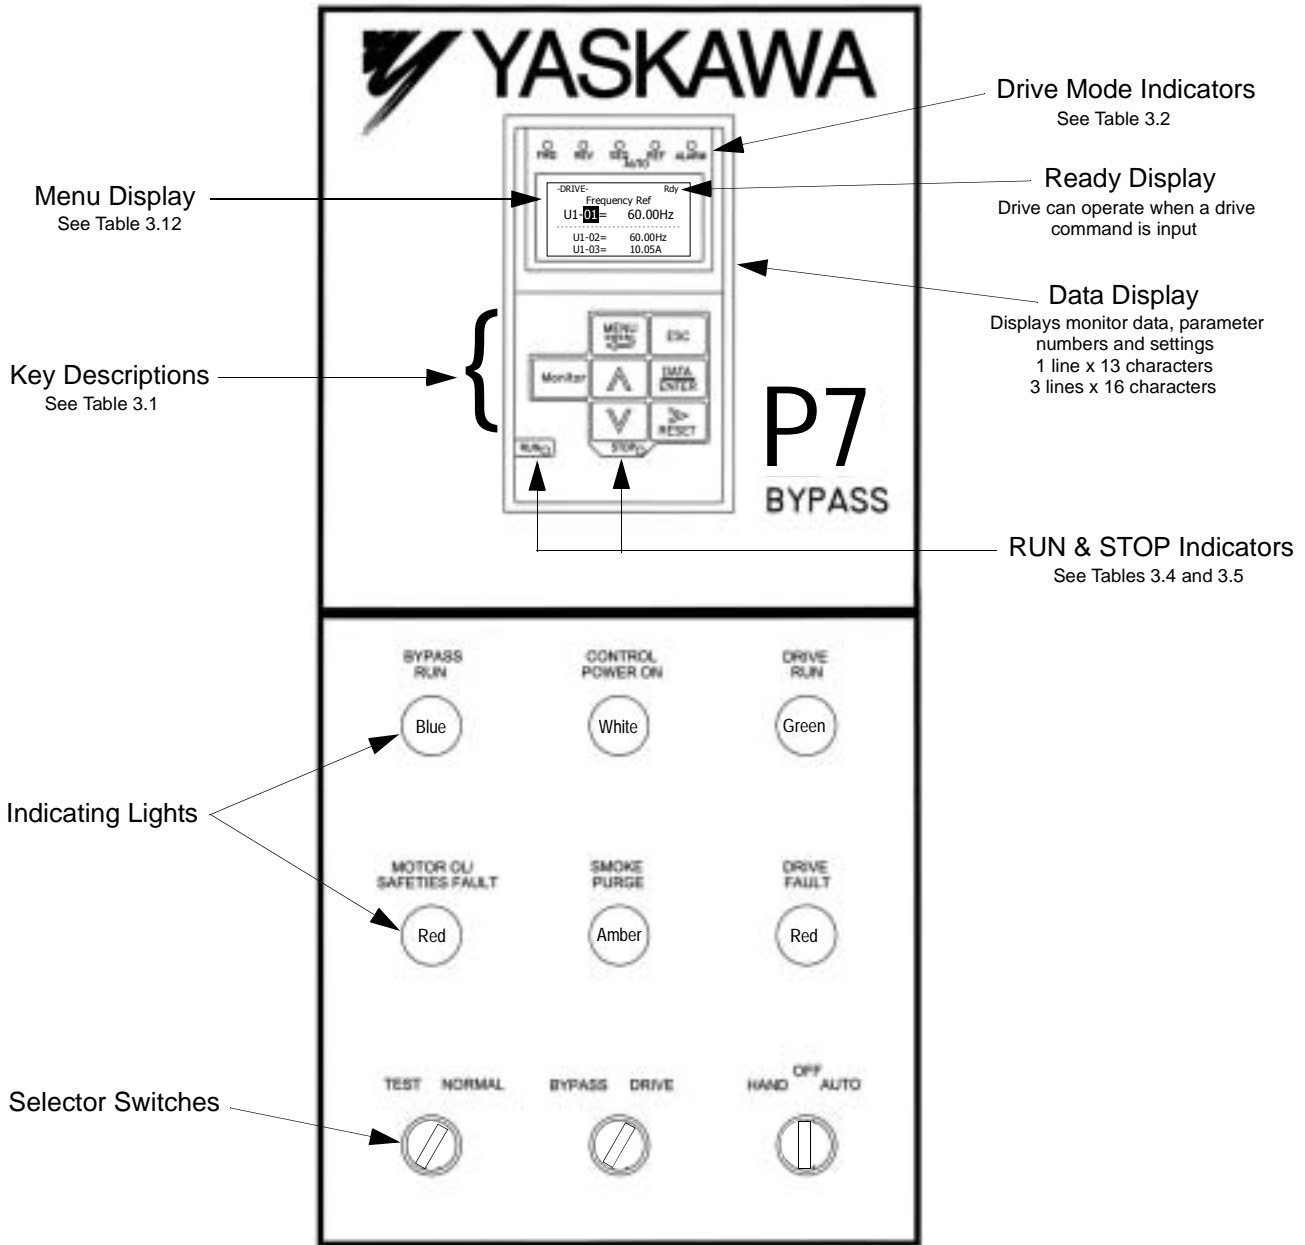 YASKAWA
Drive Mode Indicators
See Table 3.2
FWD REV SEQ REF ALARM
AUTO
Menu Display
See Table 3.12
-DRIVE- Rdy
Frequency Ref
U1-01= 60.00Hz
U1-02= 60.00Hz
U1-03= 10.05A
Ready Display
Drive can operate when a drive
command is input
Data Display
Displays monitor data, parameter
numbers and settings
1 line x 13 characters
3 lines x 16 characters
Key Descriptions
See Table 3.1
MENU ESC
Monitor DATA
ENTER
RESET
RUN STOP
P7
BYPASS
RUN & STOP Indicators
See Tables 3.4 and 3.5
BYPASS
RUN
CONTROL
POWER ON
DRIVE
RUN
Blue White Green
Indicating Lights
MOTOR OL/
SAFETIES FAULT
SMOKE
PURGE
DRIVE
FAULT
Red Amber Red
Selector Switches
TEST NORMAL
BYPASS DRIVE
HAND OFF AUTO